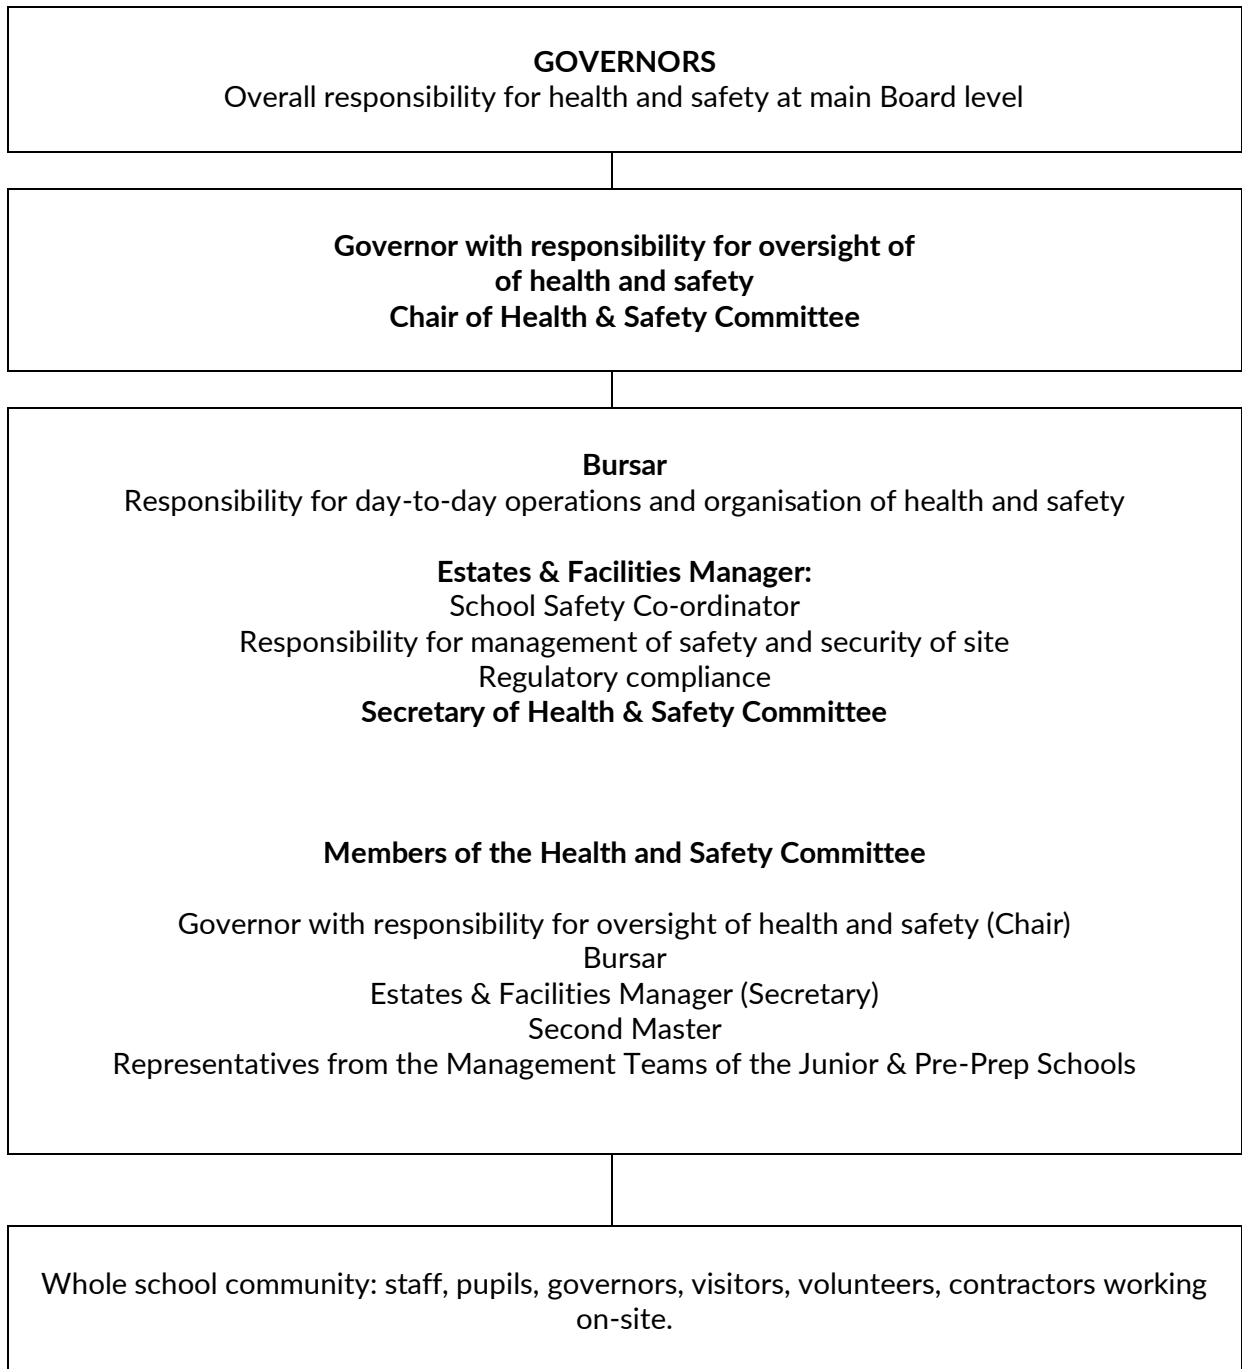 GOVERNORS
Overall responsibility for health and safety at main Board level
Governor with responsibility for oversight of
of health and safety
Chair of Health & Safety Committee
Bursar
Responsibility for day-to-day operations and organisation of health and safety
Estates & Facilities Manager:
School Safety Co-ordinator
Responsibility for management of safety and security of site
Regulatory compliance
Secretary of Health & Safety Committee
Members of the Health and Safety Committee
Governor with responsibility for oversight of health and safety (Chair)
Bursar
Estates & Facilities Manager (Secretary)
Second Master
Representatives from the Management Teams of the Junior & Pre-Prep Schools
Whole school community: staff, pupils, governors, visitors, volunteers, contractors working
on-site.